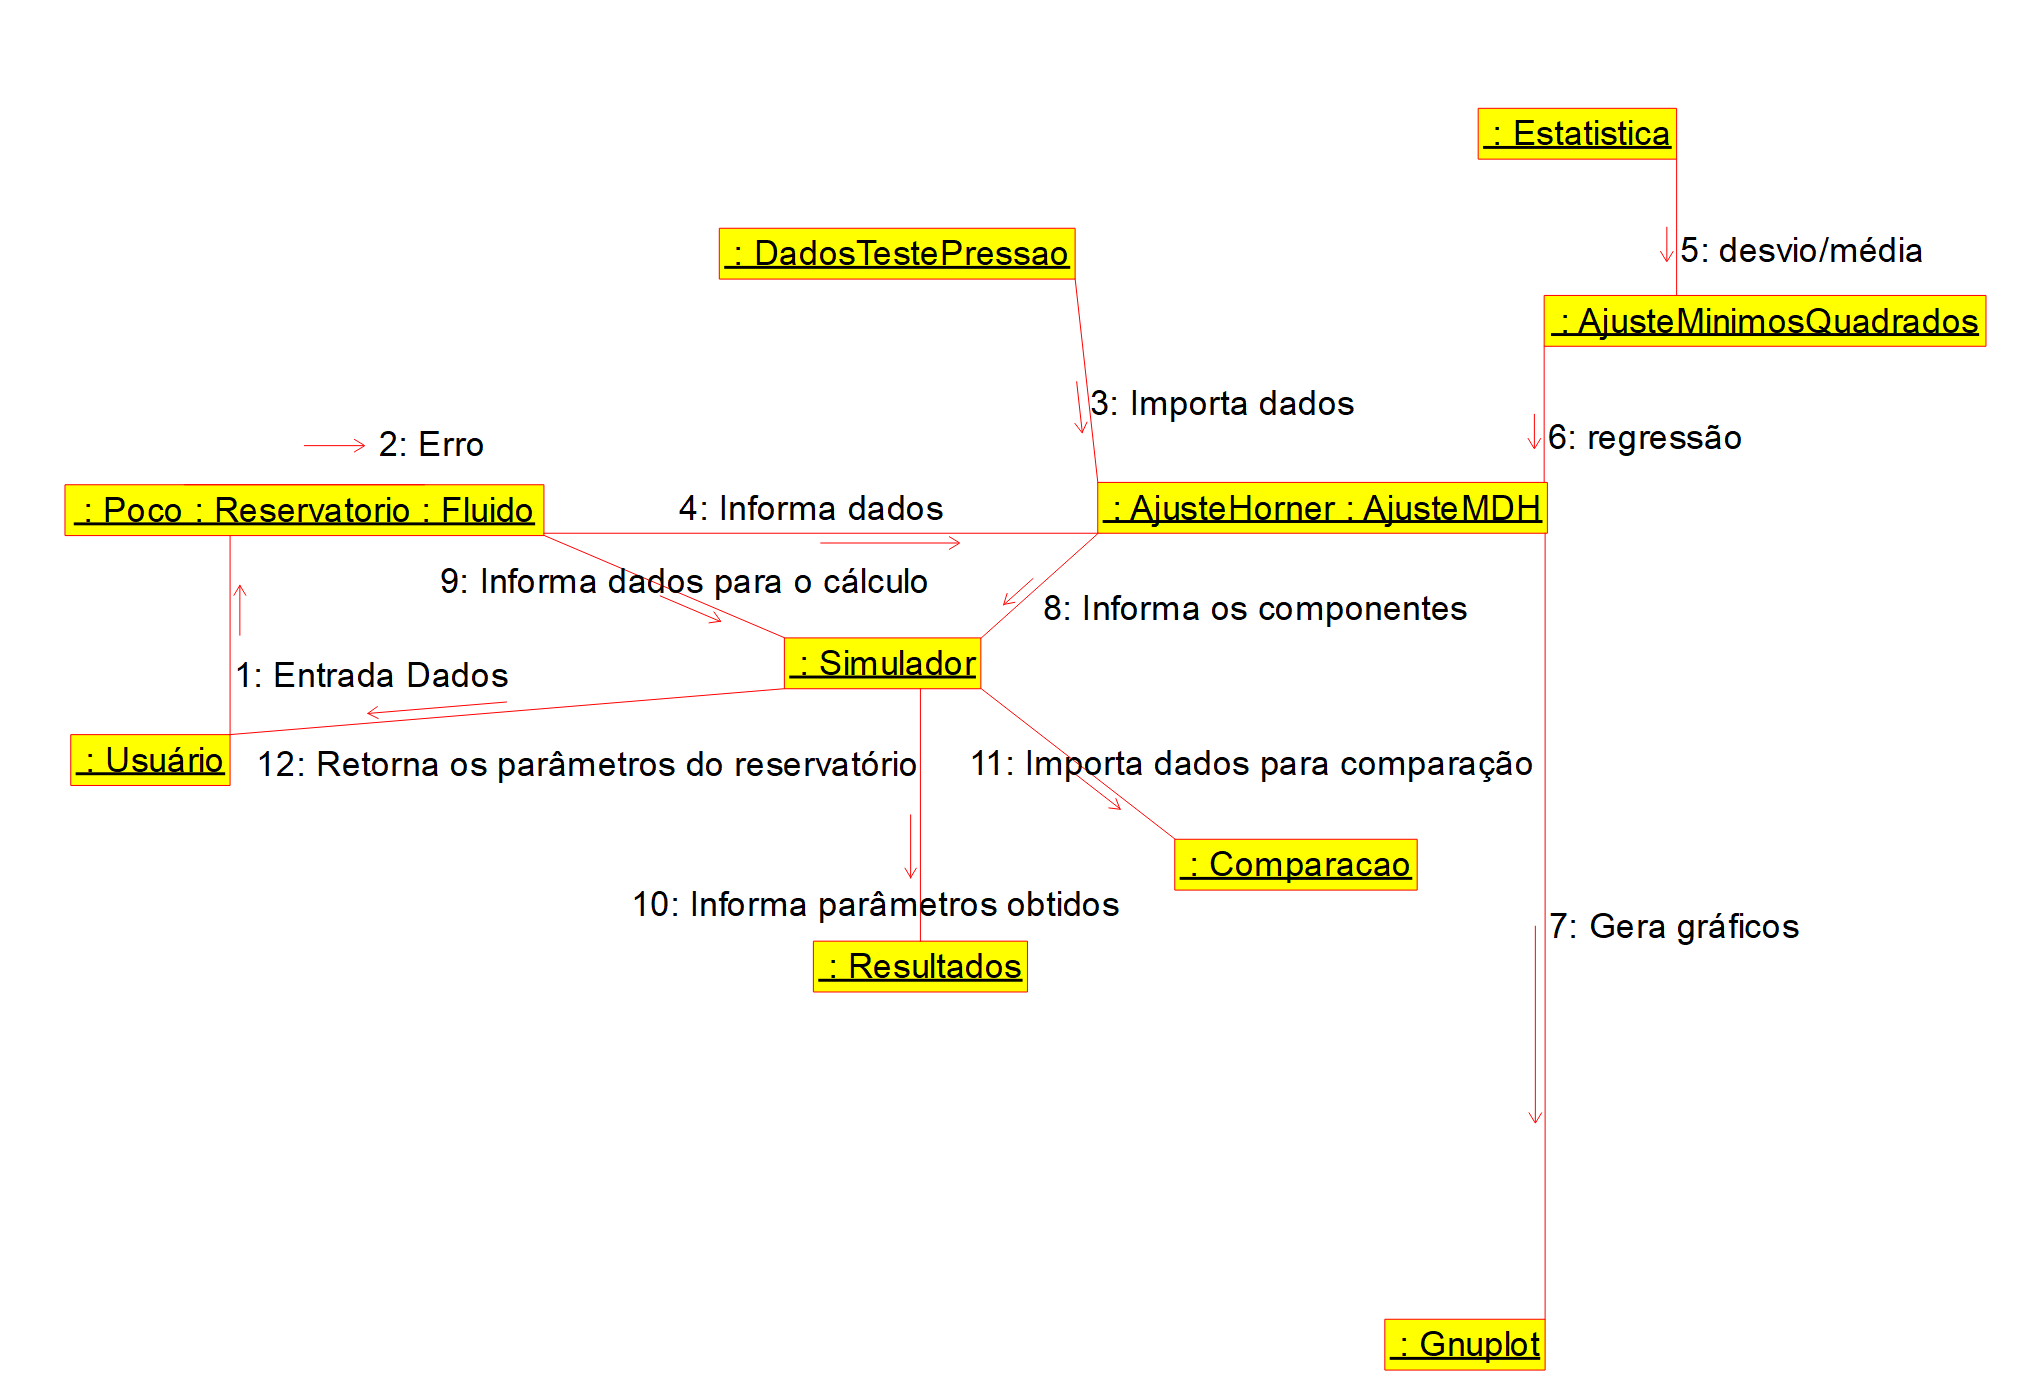 : Estatistica
5: desvio/média
: DadosTestePressao
: AjusteMinimosQuadrados
3: Importa dados
6: regressão
2: Erro
: Poco : Reservatorio : Fluido
4: Informa dados
: AjusteHorner : AjusteMDH
9: Informa dados para o cálculo
8: Informa os componentes
: Simulador
1: Entrada Dados
: Usuário
12: Retorna os parâmetros do reservatório
11: Importa dados para comparação
: Comparacao
10: Informa parâmetros obtidos
7: Gera gráficos
: Resultados
: Gnuplot